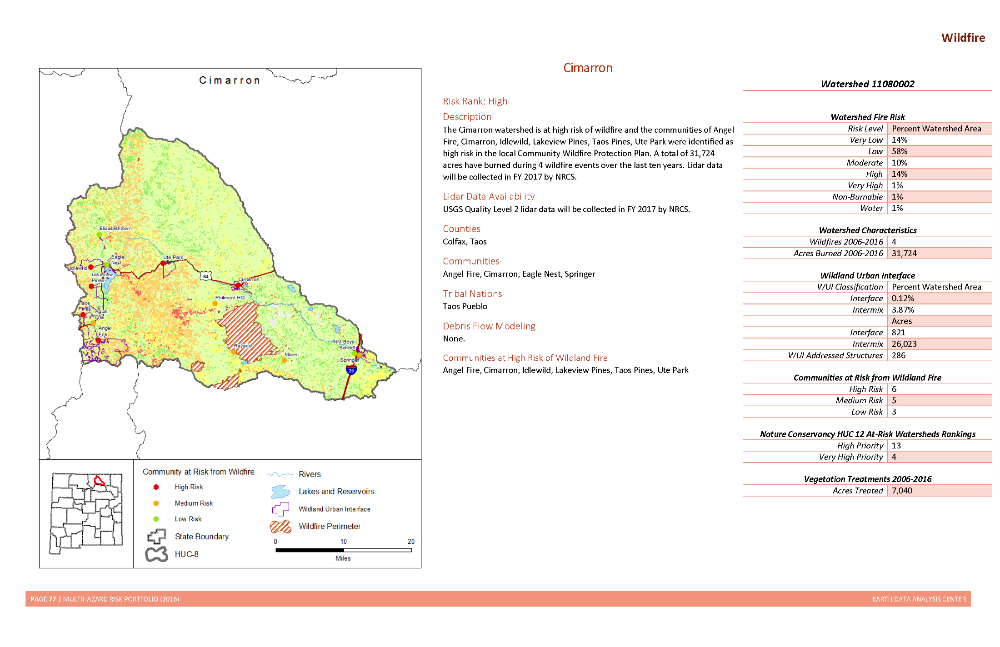 Wildfire
Cimarron
Elizabethtown
Eagle
Nest
Ute Park
Idlewild
Lakeview
Pines
64
Cimarron
Philmont HQ
Taos
Pines
Agua
Fria
Angel
Fire
Rayado
Miami
NM Boys
School
Springer
25
Community at Risk from Wildfire
High Risk
Medium Risk
Low Risk
State Boundary
HUC-8
Rivers
Lakes and Reservoirs
Wildland Urban Interface
Wildfire Perimeter
0 10 20
Miles
Cimarron
Risk Rank: High
Description
The Cimarron watershed is at high risk of wildfire and the communities of Angel
Fire, Cimarron, Idlewild, Lakeview Pines, Taos Pines, Ute Park were identified as
high risk in the local Community Wildfire Protection Plan. A total of 31,724
acres have burned during 4 wildfire events over the last ten years. Lidar data
will be collected in FY 2017 by NRCS.
Lidar Data Availability
USGS Quality Level 2 lidar data will be collected in FY 2017 by NRCS.
Counties
Colfax, Taos
Communities
Angel Fire, Cimarron, Eagle Nest, Springer
Tribal Nations
Taos Pueblo
Debris Flow Modeling
None.
Communities at High Risk of Wildland Fire
Angel Fire, Cimarron, Idlewild, Lakeview Pines, Taos Pines, Ute Park
Watershed 11080002
Watershed Fire Risk
Risk Level Percent Watershed Area
Very Low 14%
Low 58%
Moderate 10%
High 14%
Very High 1%
Non-Burnable 1%
Water 1%
Watershed Characteristics
Wildfires 2006-2016 4
Acres Burned 2006-2016 31,724
Wildland Urban Interface
WUI Classification Percent Watershed Area
Interface 0.12%
Intermix 3.87%
Acres
Interface 821
Intermix 26,023
WUI Addressed Structures 286
Communities at Risk from Wildland Fire
High Risk 6
Medium Risk 5
Low Risk 3
Nature Conservancy HUC 12 At-Risk Watersheds Rankings
High Priority 13
Very High Priority 4
Vegetation Treatments 2006-2016
Acres Treated 7,040
PAGE 77 | MULTIHAZARD RISK PORTFOLIO (2016)
EARTH DATA ANALYSIS CENTER